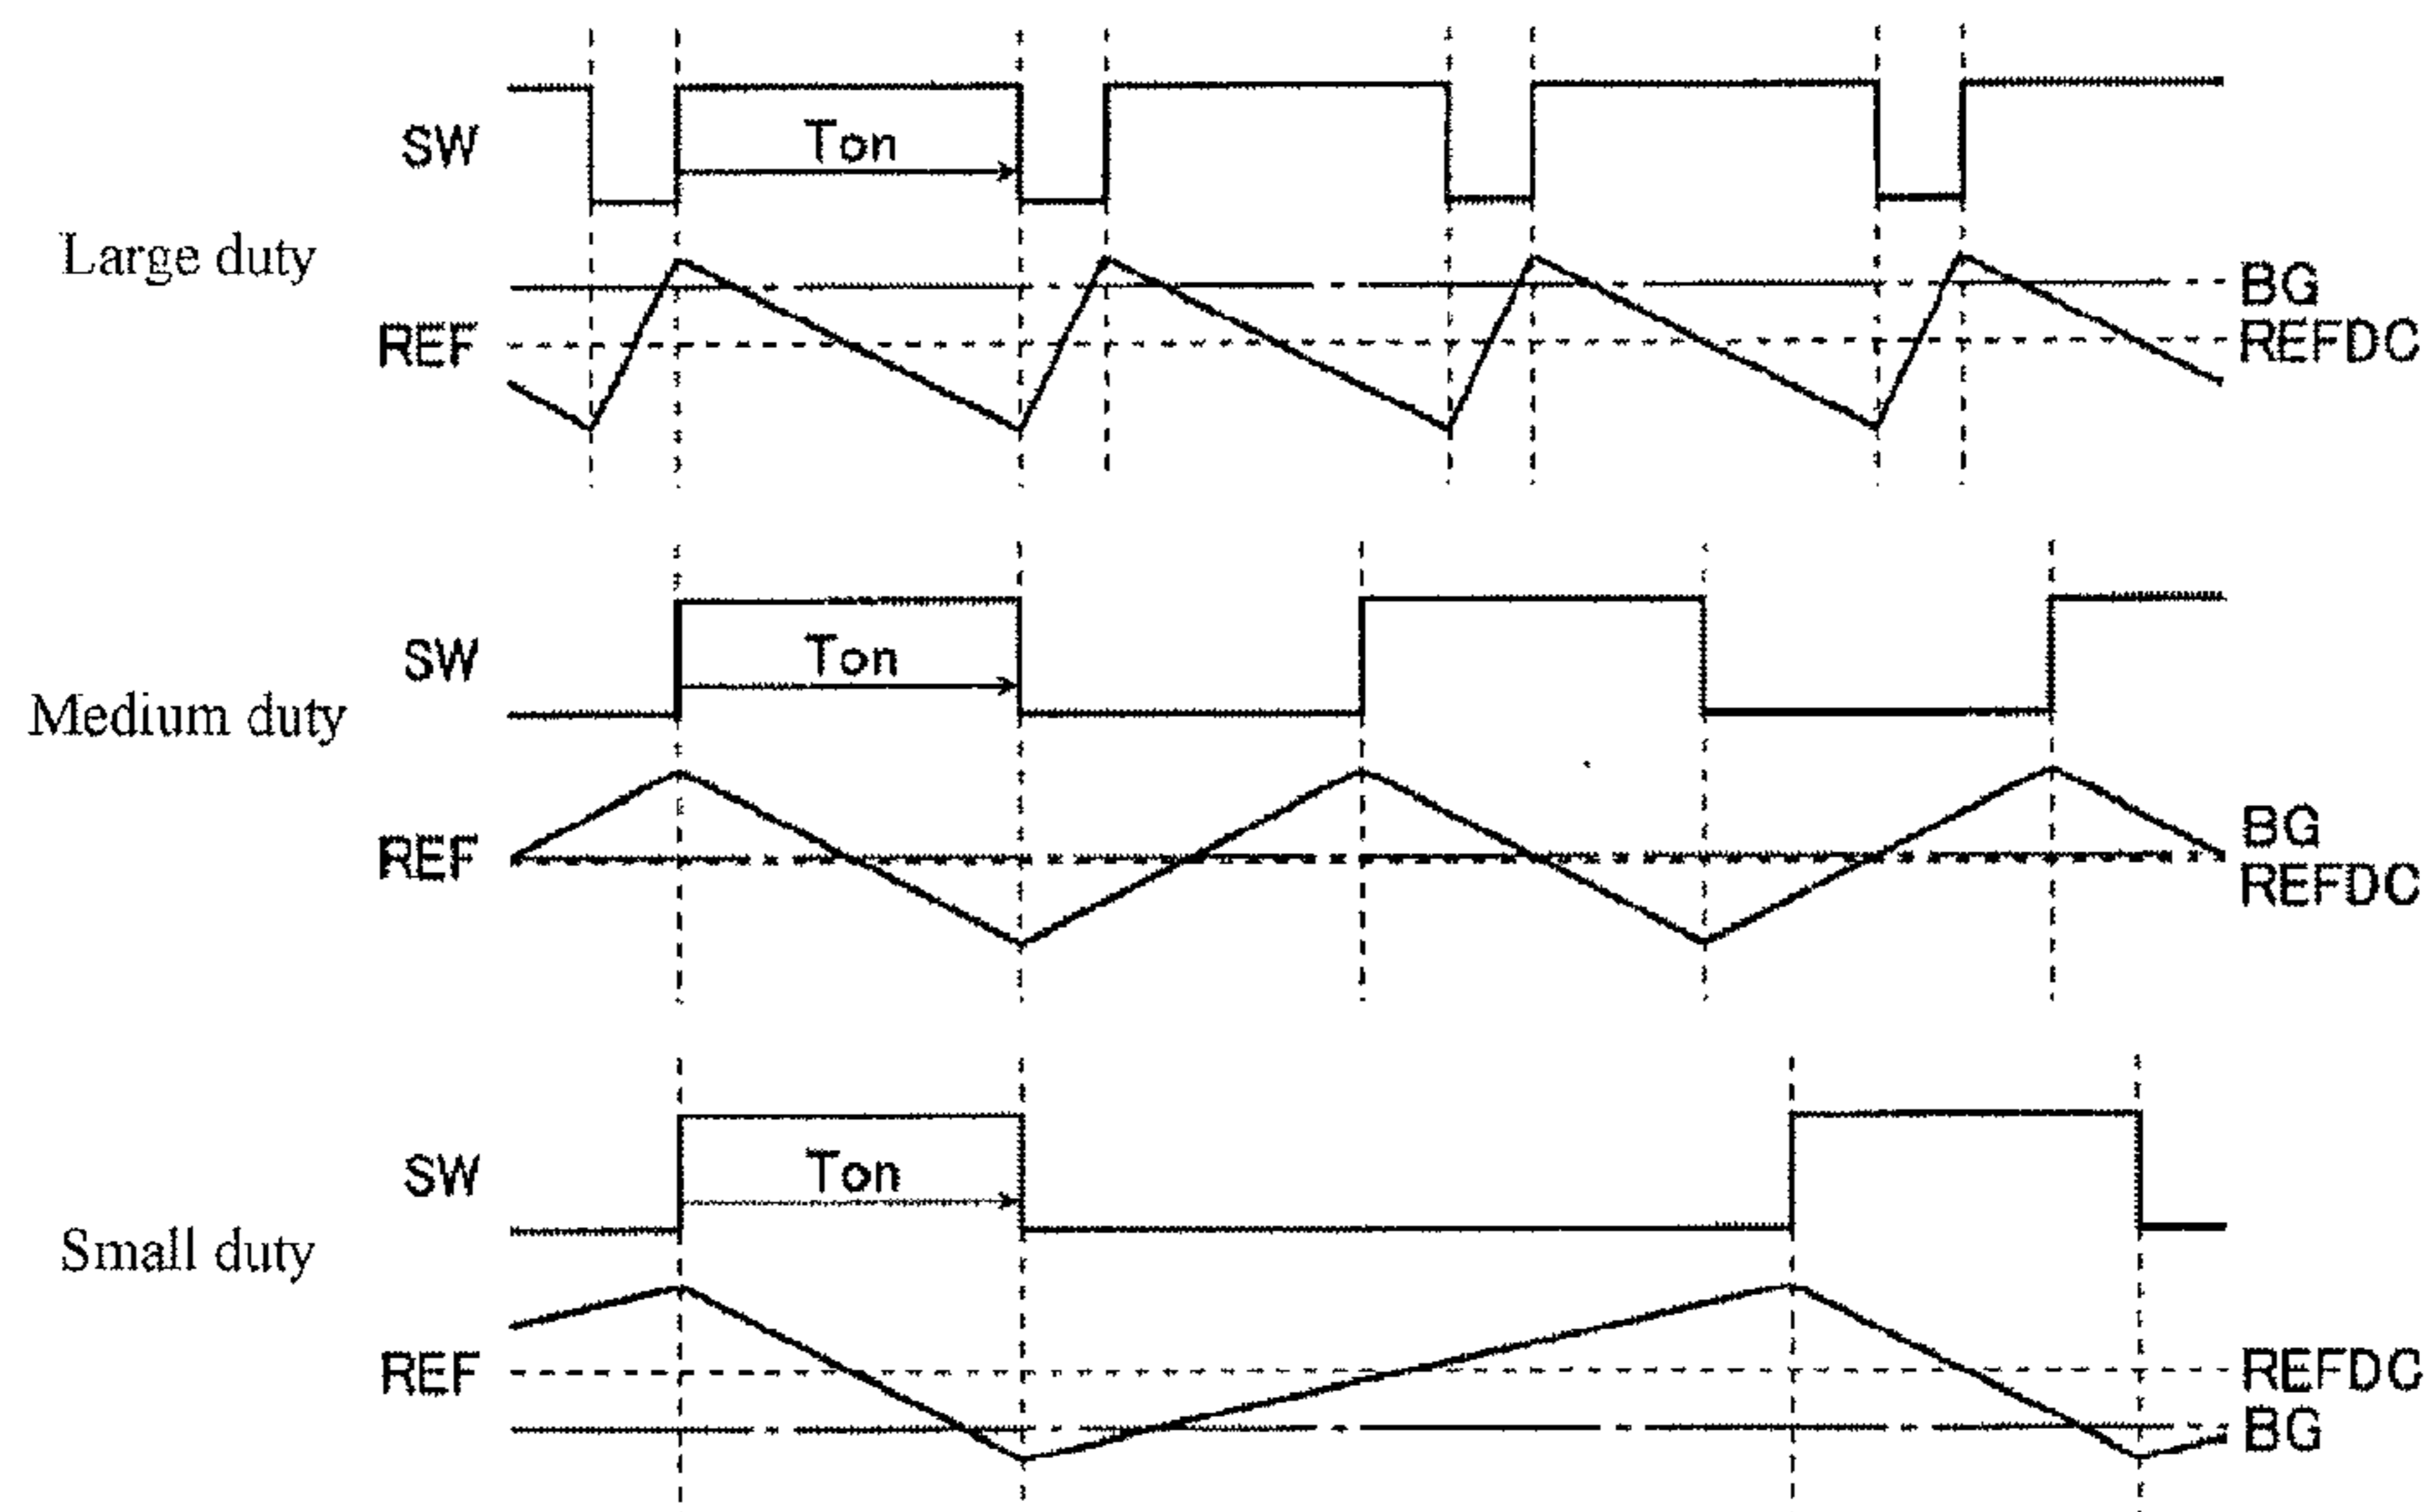 SW
Ton
Large duty
BG
REF
REFDC
SW
Ton
Medium duty
BG
REF
REFDC
SW
Ton
Small duty
REF
REFDC
BG